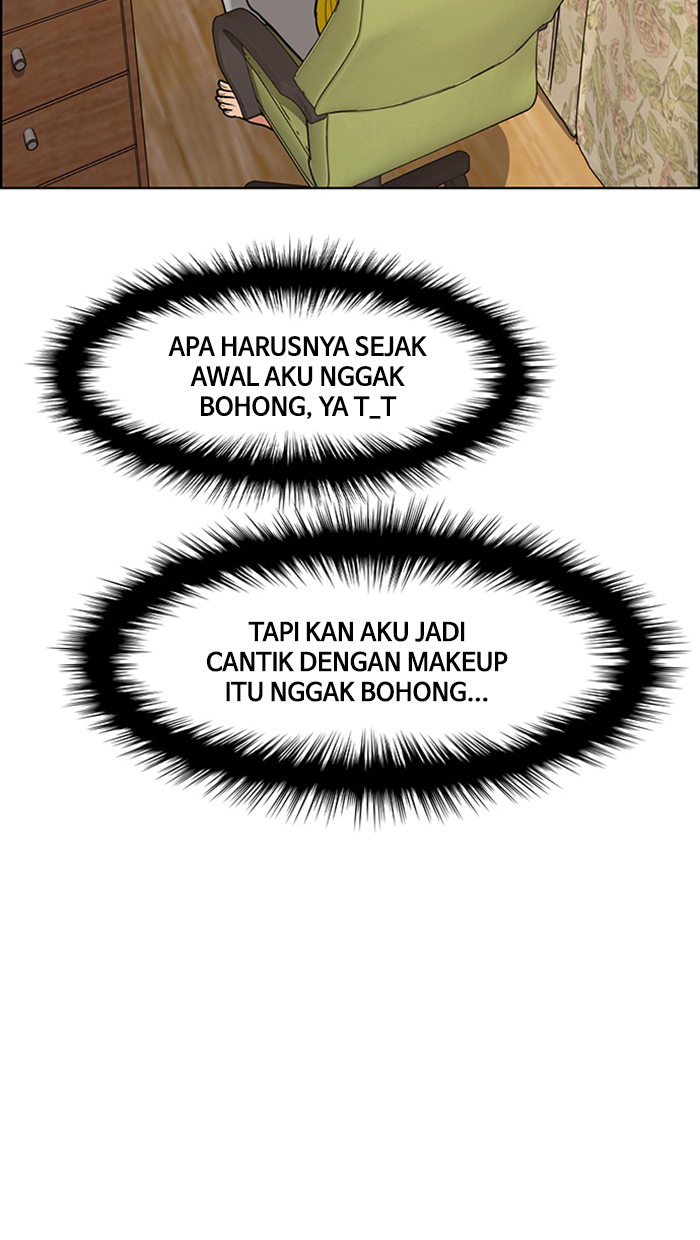 APA HARUSNYA SEJAK
AWAL AKU NGGAK
BOHONG, YA T_T
TAPI KAN AKU JADI
CANTIK DENGAN MAKEUP
ITU NGGAK BOHONG...